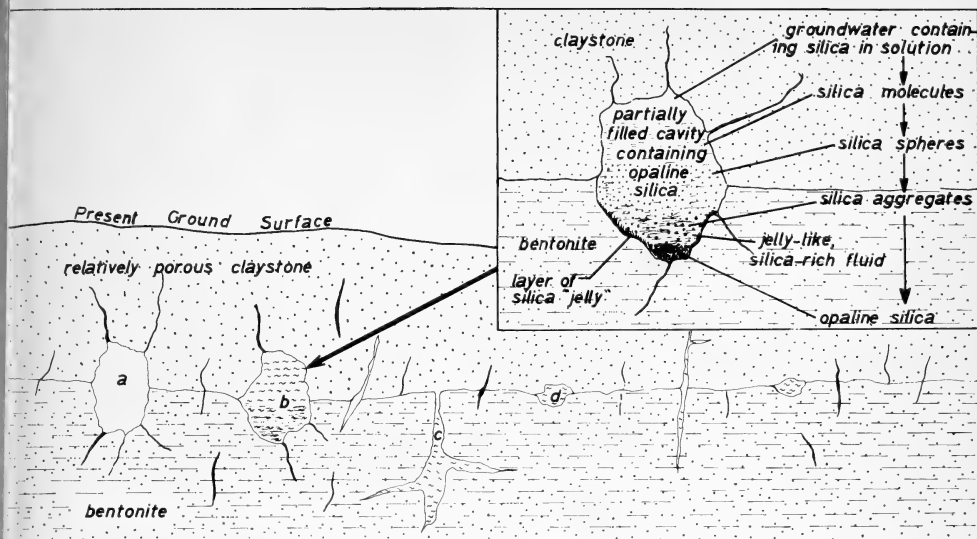 claystone
groundwater contain-
ing silica in solution
silica molecules
partially
filled cavity
containing
opaline
silica
silica spheres
silica aggregates
jelly-like,
silica-rich fluid
bentonite
layer of
silica "jelly"
opaline silica
Present Ground Surface
relatively porous claystone
a
b
c
d
bentonite